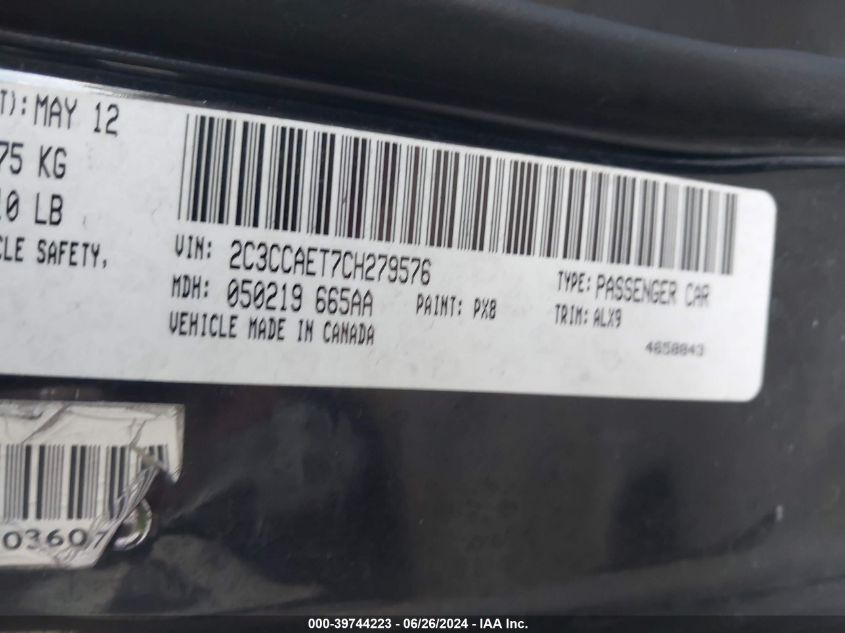 T): MAY 12
75 KG
0 LB
CLE SAFETY,
VIN: 2C3CCAET7CH279576
TYPE: PASSENGER CAR
MDH: 050219 665AA
PAINT: PX8
TRIM: ALX9
VEHICLE MADE IN CANADA
4658843
03607
000-39744223 - 06/26/2024 - IAA Inc.